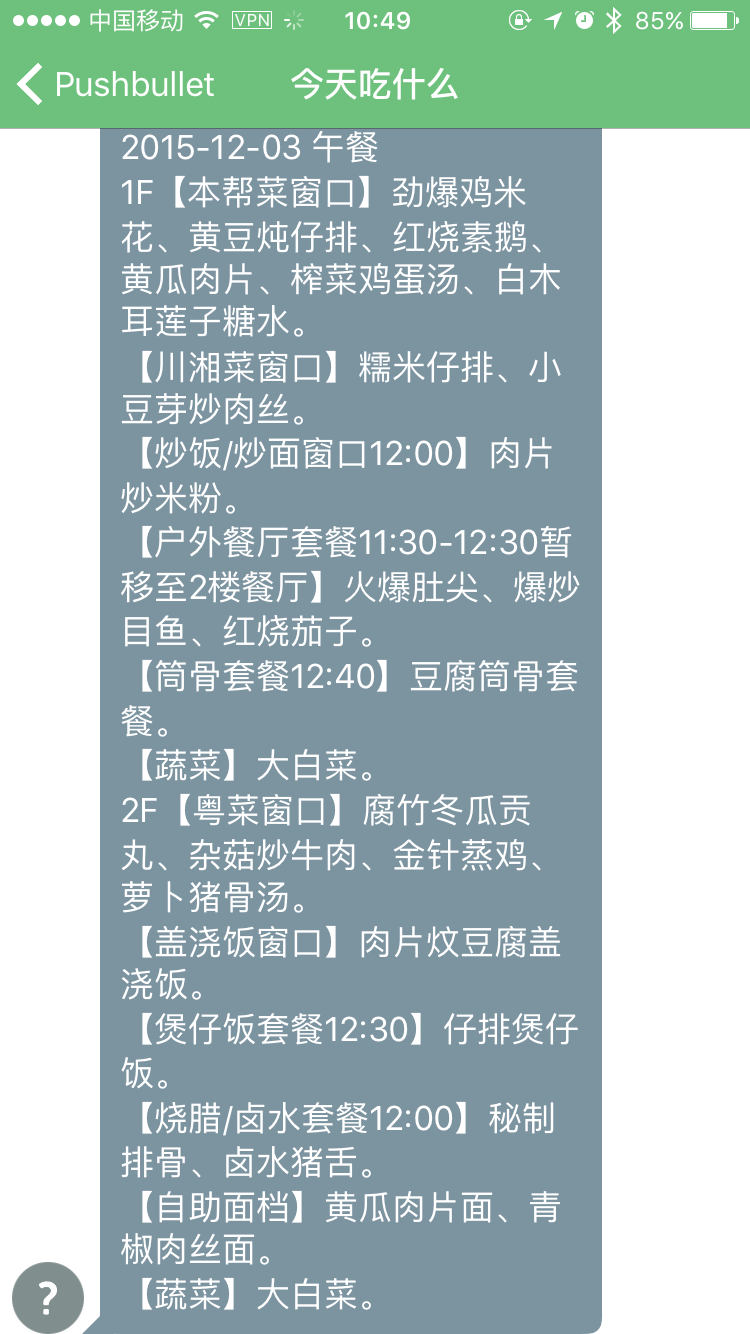 中国移动 VPN 10:49 85%
Pushbullet 今天吃什么
2015-12-03 午餐
1F【本帮菜窗口】劲爆鸡米
花、黄豆炖仔排、红烧素鹅、
黄瓜肉片、榨菜鸡蛋汤、白木
耳莲子糖水。
【川湘菜窗口】糯米仔排、小
豆芽炒肉丝。
【炒饭/炒面窗口12:00】肉片
炒米粉。
【户外餐厅套餐11:30-12:30暂
移至2楼餐厅】火爆肚尖、爆炒
目鱼、红烧茄子。
【筒骨套餐12:40】豆腐筒骨套
餐。
【蔬菜】大白菜。
2F【粤菜窗口】腐竹冬瓜贡
丸、杂菇炒牛肉、金针蒸鸡、
萝卜猪骨汤。
【盖浇饭窗口】肉片炆豆腐盖
浇饭。
【煲仔饭套餐12:30】仔排煲仔
饭。
【烧腊/卤水套餐12:00】秘制
排骨、卤水猪舌。
【自助面档】黄瓜肉片面、青
椒肉丝面。
【蔬菜】大白菜。
?